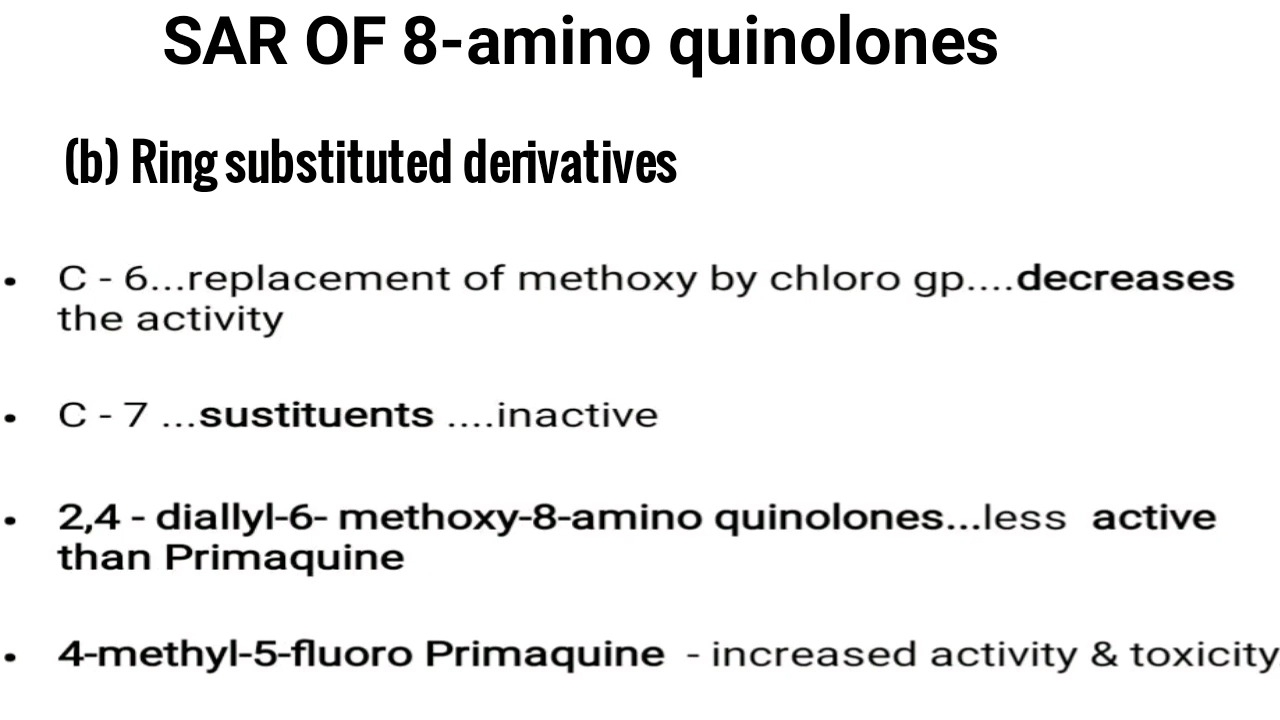 SAR OF 8-amino quinolones
(b) Ring substituted derivatives
• C - 6...replacement of methoxy by chloro gp....decreases
the activity
• C - 7 ...sustituents ....inactive
• 2,4 - diallyl-6- methoxy-8-amino quinolones...less active
than Primaquine
• 4-methyl-5-fluoro Primaquine - increased activity & toxicity.